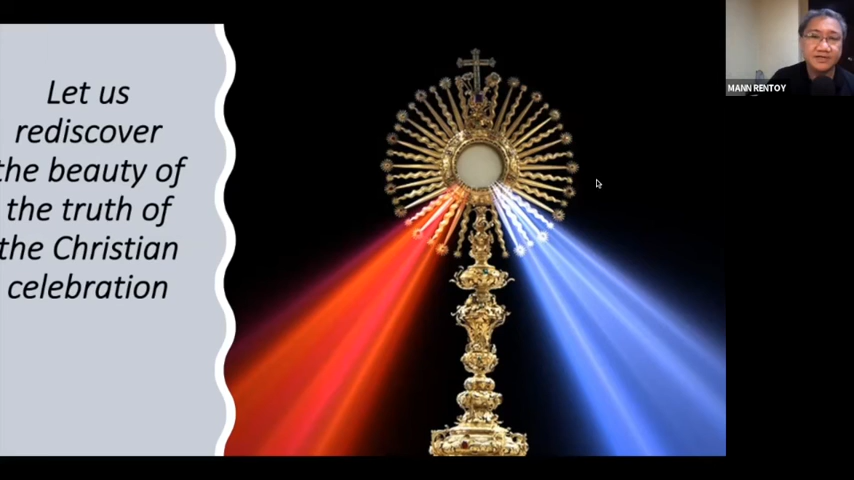 Let us
rediscover
the beauty of
the truth of
the Christian
celebration
MANN RENTOY